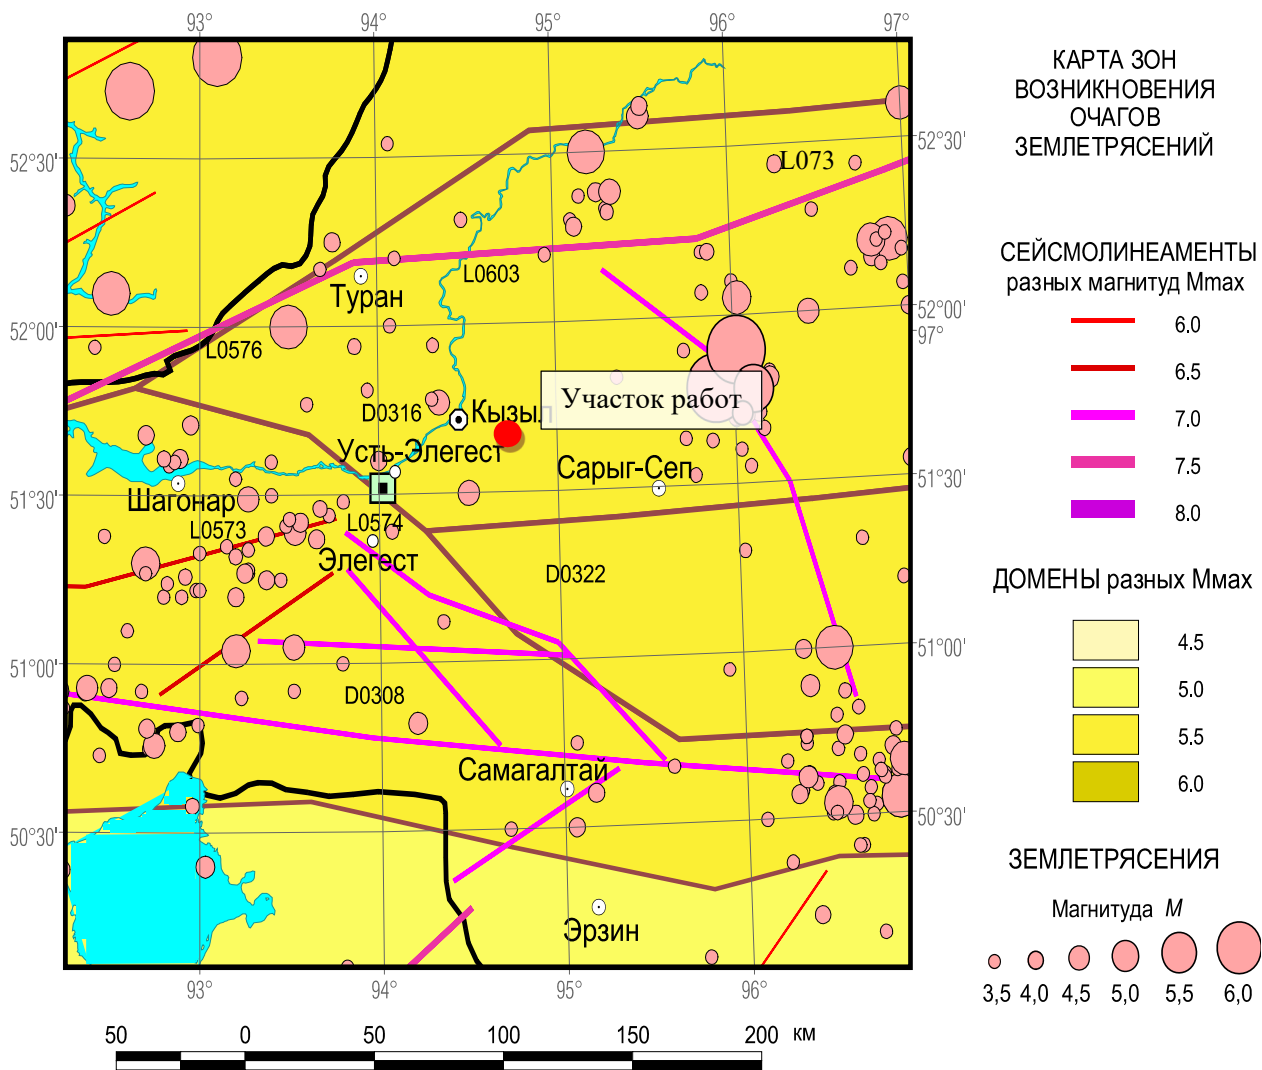 93°
94°
95°
96°
97°
52°30'
52°00'
51°30'
51°00'
50°30'
52°30'
52°00'
97°
51°30'
51°00'
50°30'
93°
94°
95°
96°
L073
L0603
Туран
L0576
D0316
Кызыл
Участок работ
Усть-Элегест
Сарыг-Сеп
Шагонар
L0573
L0574
Элегест
D0322
D0308
Самагалтай
Эрзин
50
0
50
100
150
200
км
КАРТА ЗОН
ВОЗНИКНОВЕНИЯ
ОЧАГОВ
ЗЕМЛЕТРЯСЕНИЙ
СЕЙСМОЛИНЕАМЕНТЫ
разных магнитуд Mmax
6.0
6.5
7.0
7.5
8.0
ДОМЕНЫ разных Ммах
4.5
5.0
5.5
6.0
ЗЕМЛЕТРЯСЕНИЯ
Магнитуда M
3,5 4,0 4,5 5,0 5,5 6,0